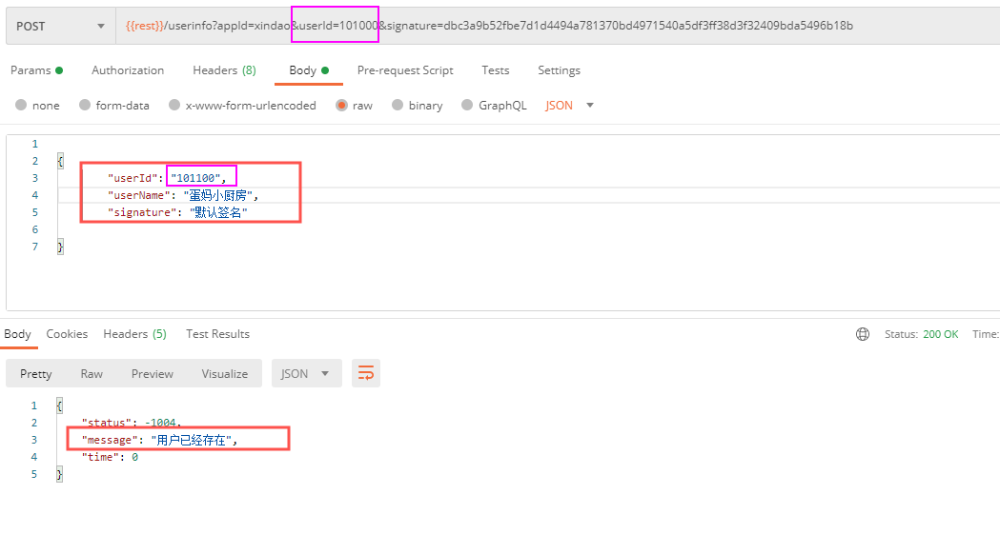 POST {{rest}}/userinfo?appId=xindao&userId=101000&signature=dbc3a9b52fbe7d1d4494a781370bd4971540a5df3ff38d3f32409bda5496b18b
Params Authorization Headers (8) Body Pre-request Script Tests Settings
none form-data x-www-form-urlencoded raw binary GraphQL JSON
1
2 {
3 "userId": "101100",
4 "userName": "蛋妈小厨房",
5 "signature": "默认签名"
6
7 }
Body Cookies Headers (5) Test Results Status: 200 OK Time:
Pretty Raw Preview Visualize JSON
1 {
2 "status": -1004,
3 "message": "用户已经存在",
4 "time": 0
5 }